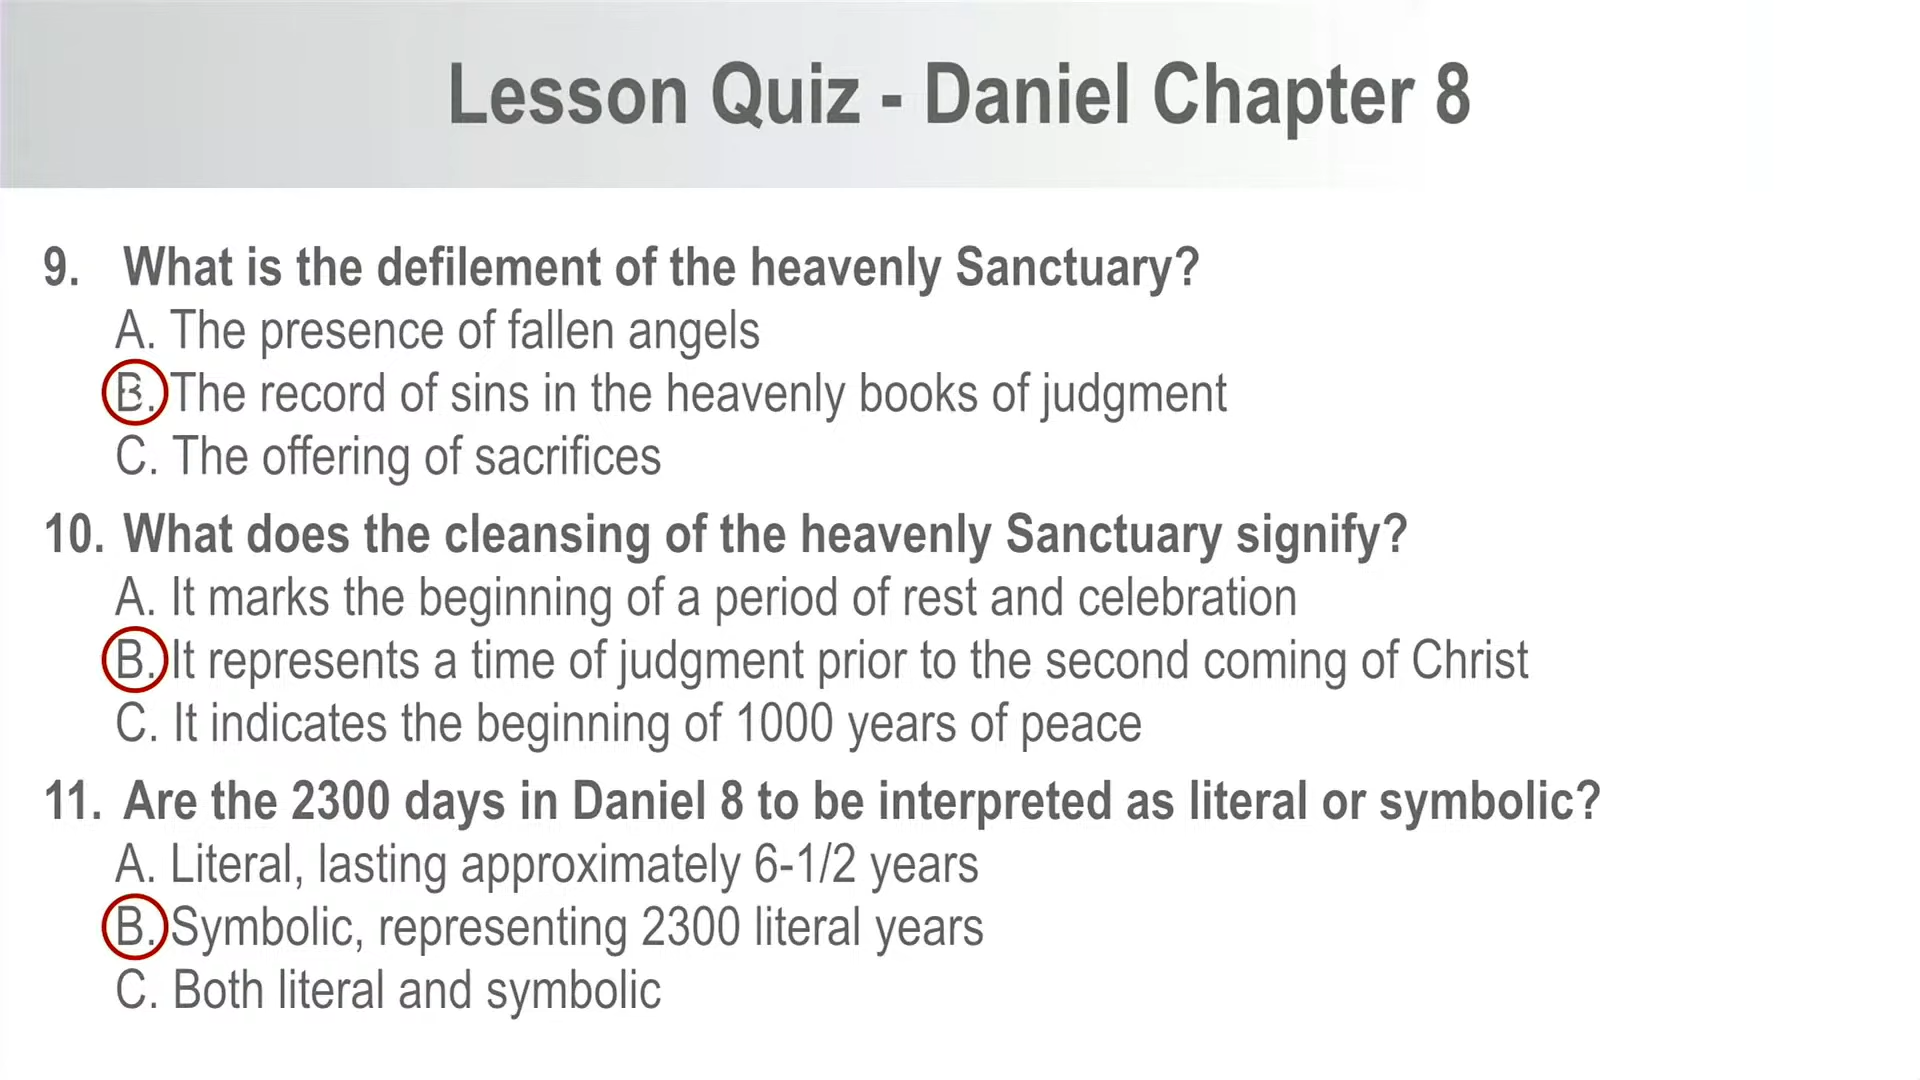 Lesson Quiz - Daniel Chapter 8
9. What is the defilement of the heavenly Sanctuary?
A. The presence of fallen angels
B. The record of sins in the heavenly books of judgment
C. The offering of sacrifices
10. What does the cleansing of the heavenly Sanctuary signify?
A. It marks the beginning of a period of rest and celebration
B. It represents a time of judgment prior to the second coming of Christ
C. It indicates the beginning of 1000 years of peace
11. Are the 2300 days in Daniel 8 to be interpreted as literal or symbolic?
A. Literal, lasting approximately 6-1/2 years
B. Symbolic, representing 2300 literal years
C. Both literal and symbolic